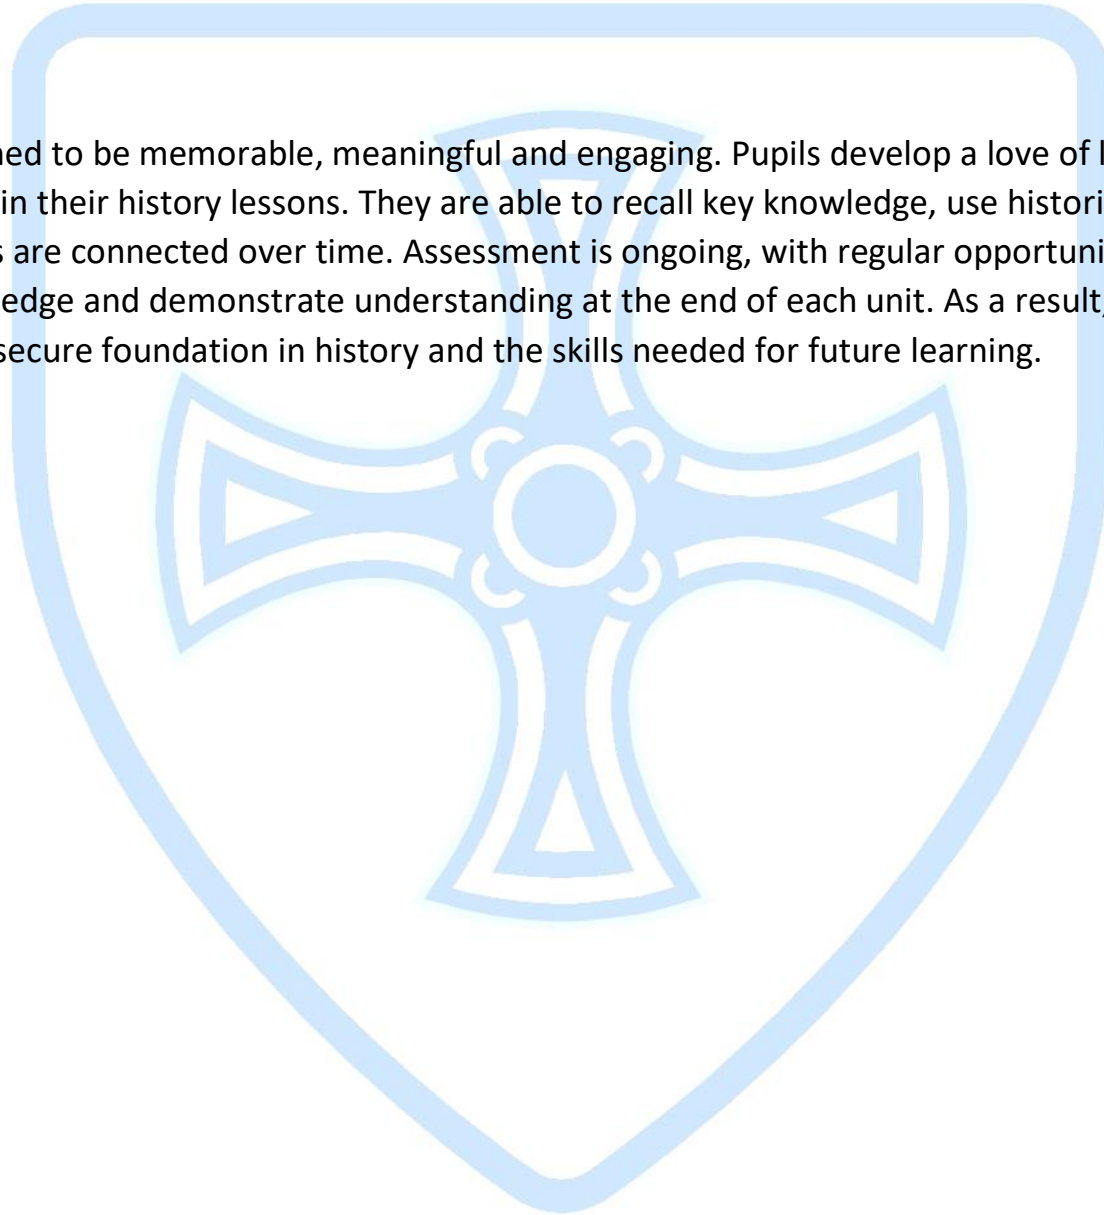 ned to be memorable, meaningful and engaging. Pupils develop a love of l
in their history lessons. They are able to recall key knowledge, use histori
s are connected over time. Assessment is ongoing, with regular opportuni
edge and demonstrate understanding at the end of each unit. As a result,
secure foundation in history and the skills needed for future learning.